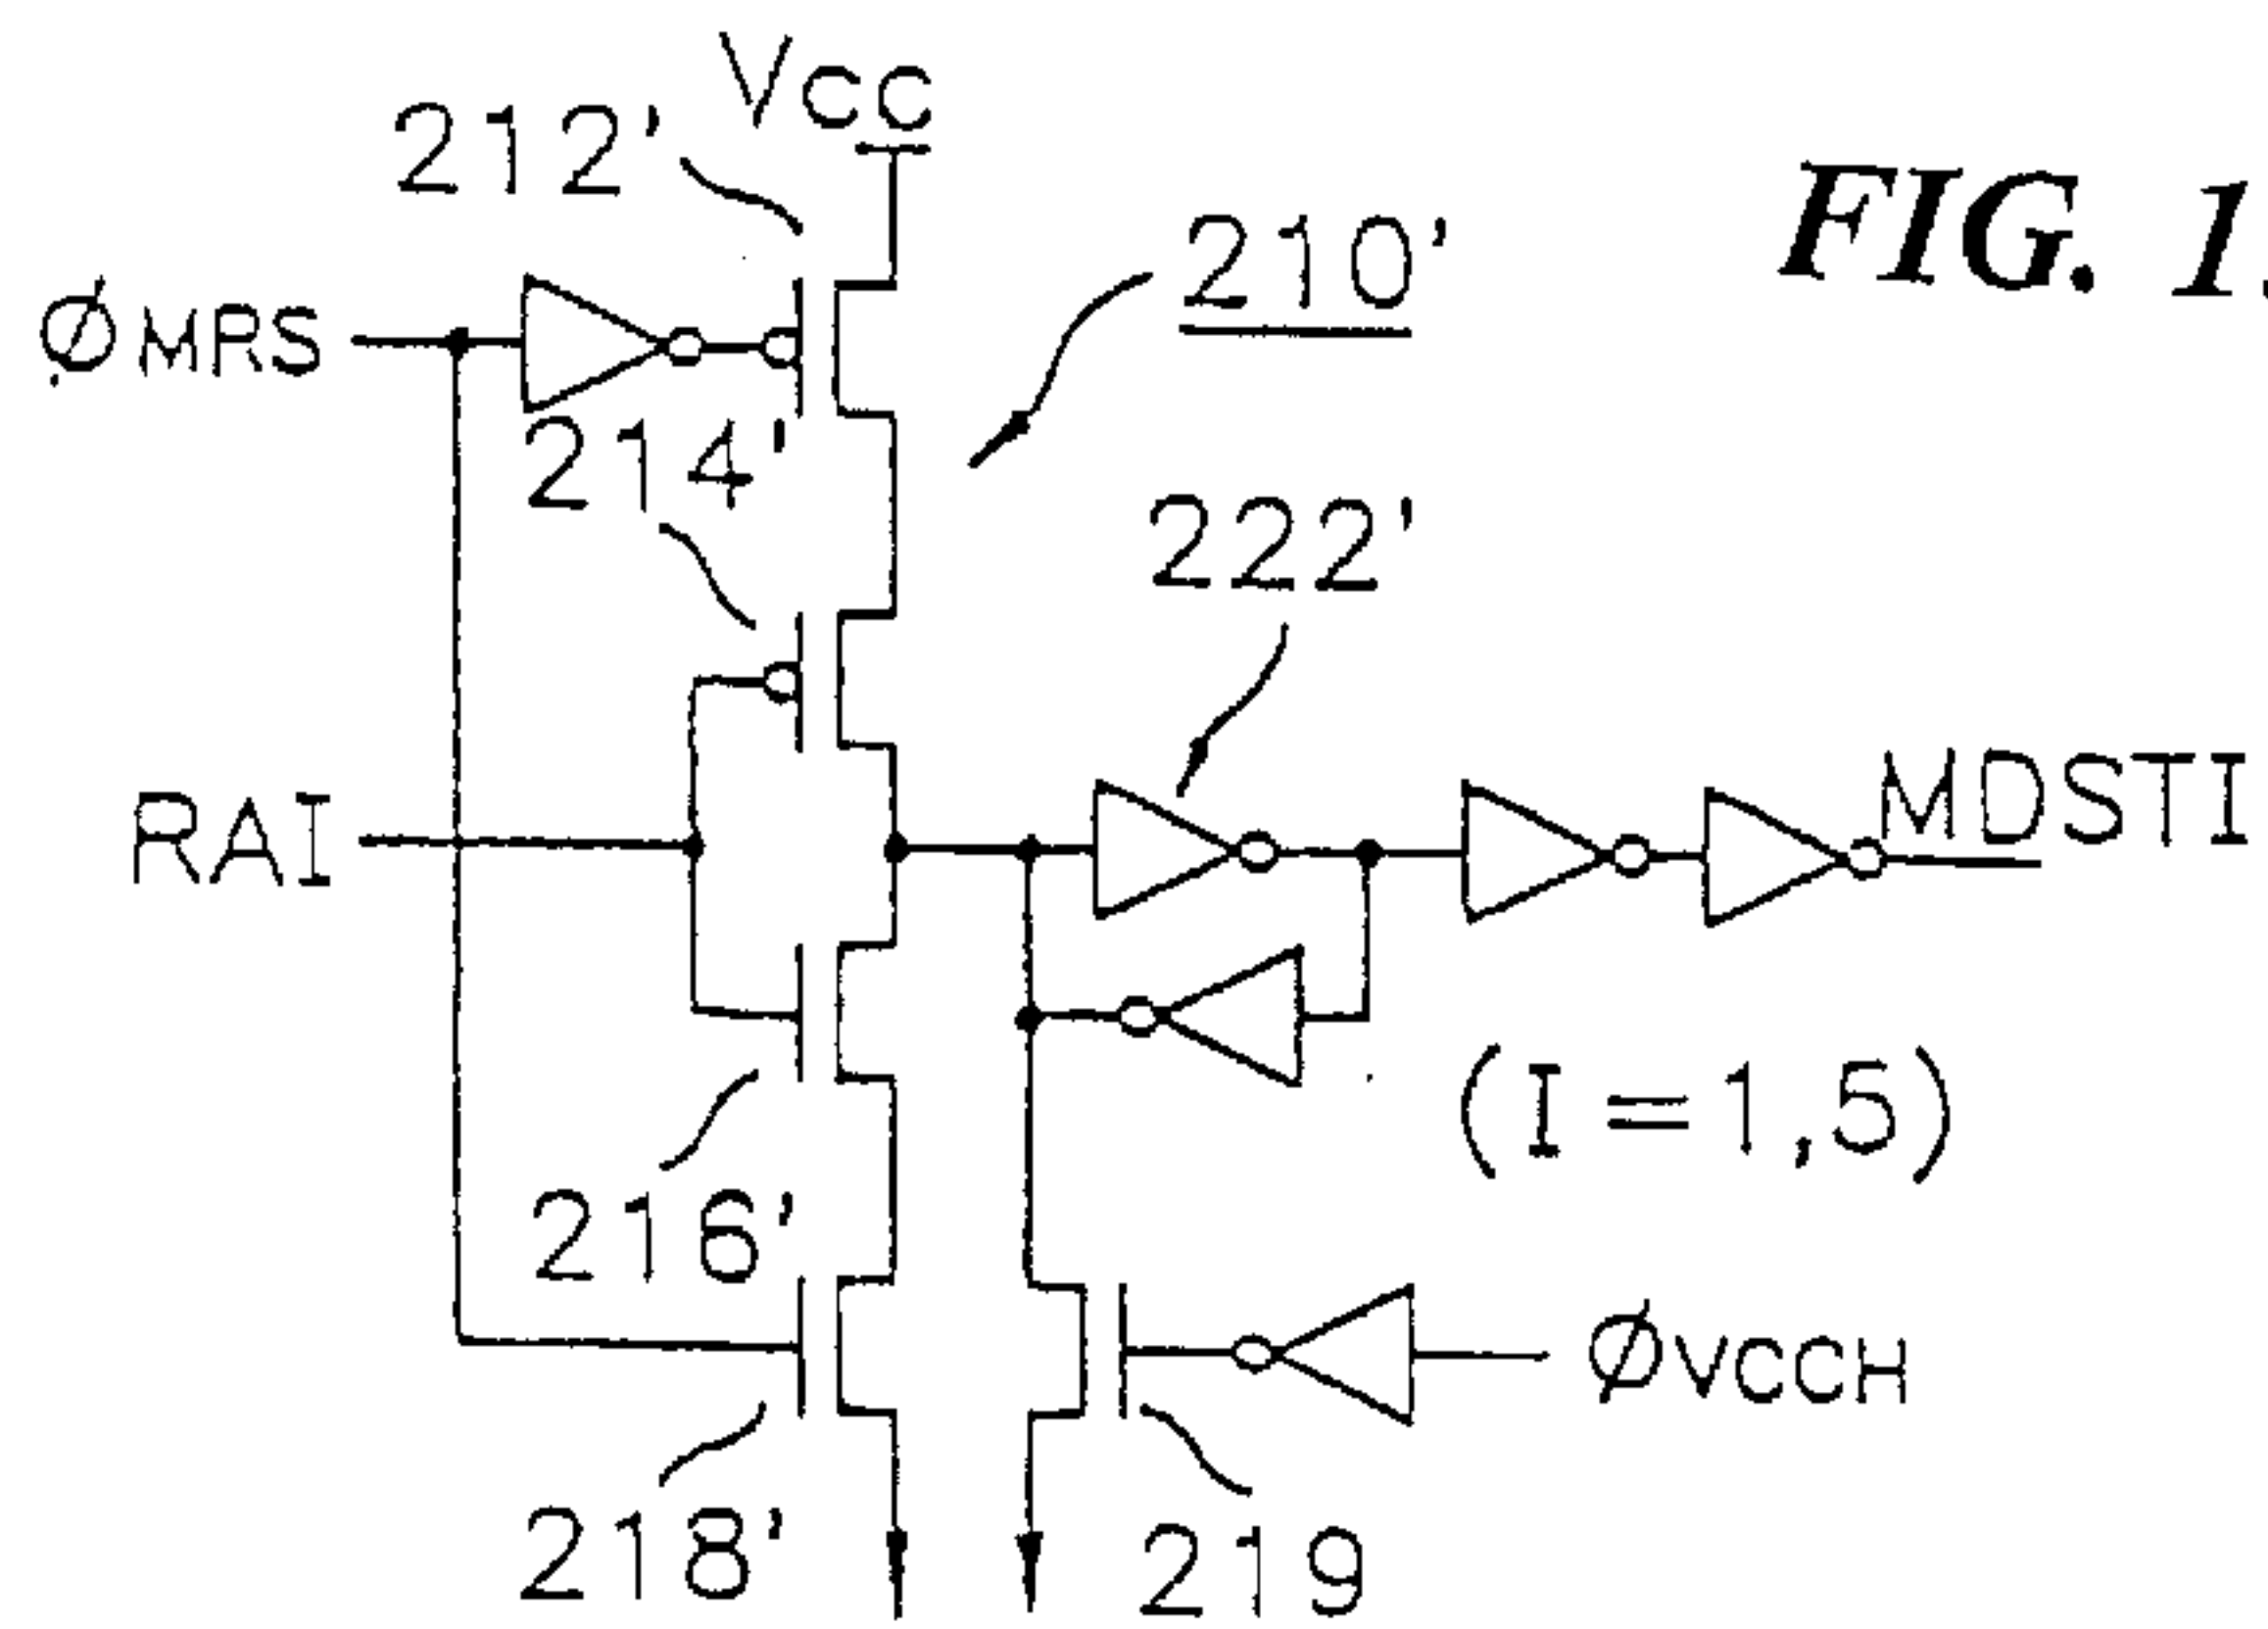 Vcc
212'
FIG. 1
210'
ØMRS
214'
222'
MDSTI
RAI
(I=1,5)
216'
ØVCCH
218'
219